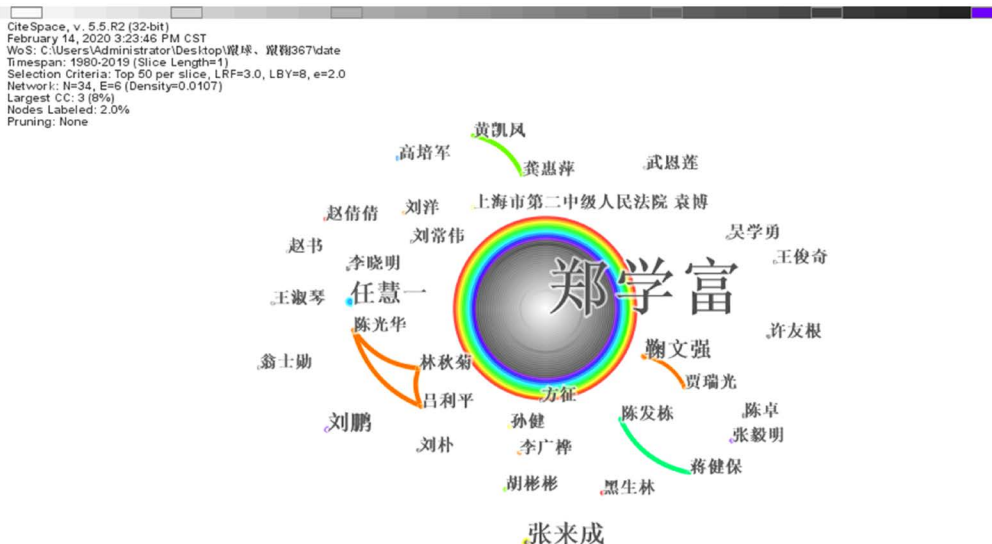 CiteSpace, v. 5.5.R2 (32-bit)
February 14, 2020 3:23:46 PM CST
WoS: C:\Users\Administrator\Desktop\蹴球、蹴鞠367\date
Timespan: 1980-2019 (Slice Length=1)
Selection Criteria: Top 50 per slice, LRF=3.0, LBY=8, e=2.0
Network: N=34, E=6 (Density=0.0107)
Largest CC: 3 (8%)
Nodes Labeled: 2.0%
Pruning: None
黄凯凤
高培军
龚惠萍
武恩莲
上海市第二中级人民法院 袁博
赵倩倩
刘洋
刘常伟
吴学勇
赵书
王俊奇
李晓明
郑学富
任慧一
王淑琴
陈光华
许友根
鞠文强
翁士勋
林秋菊
贾瑞光
方征
吕利平
陈发栋
陈卓
刘鹏
孙健
张毅明
刘朴
李广桦
蒋健保
胡彬彬
黑生林
张来成